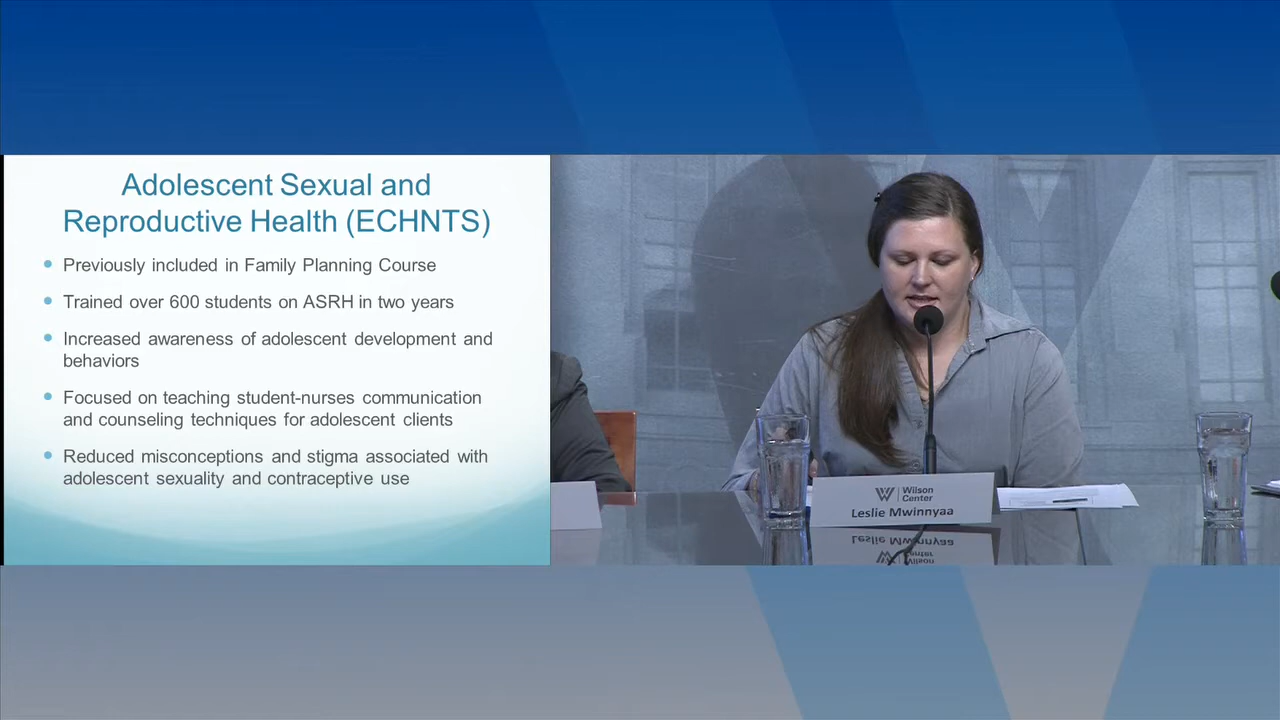 Adolescent Sexual and
Reproductive Health (ECHNTS)
Previously included in Family Planning Course
Trained over 600 students on ASRH in two years
Increased awareness of adolescent development and
behaviors
Focused on teaching student-nurses communication
and counseling techniques for adolescent clients
Reduced misconceptions and stigma associated with
adolescent sexuality and contraceptive use
Wilson
Center
Leslie Mwinnyaa